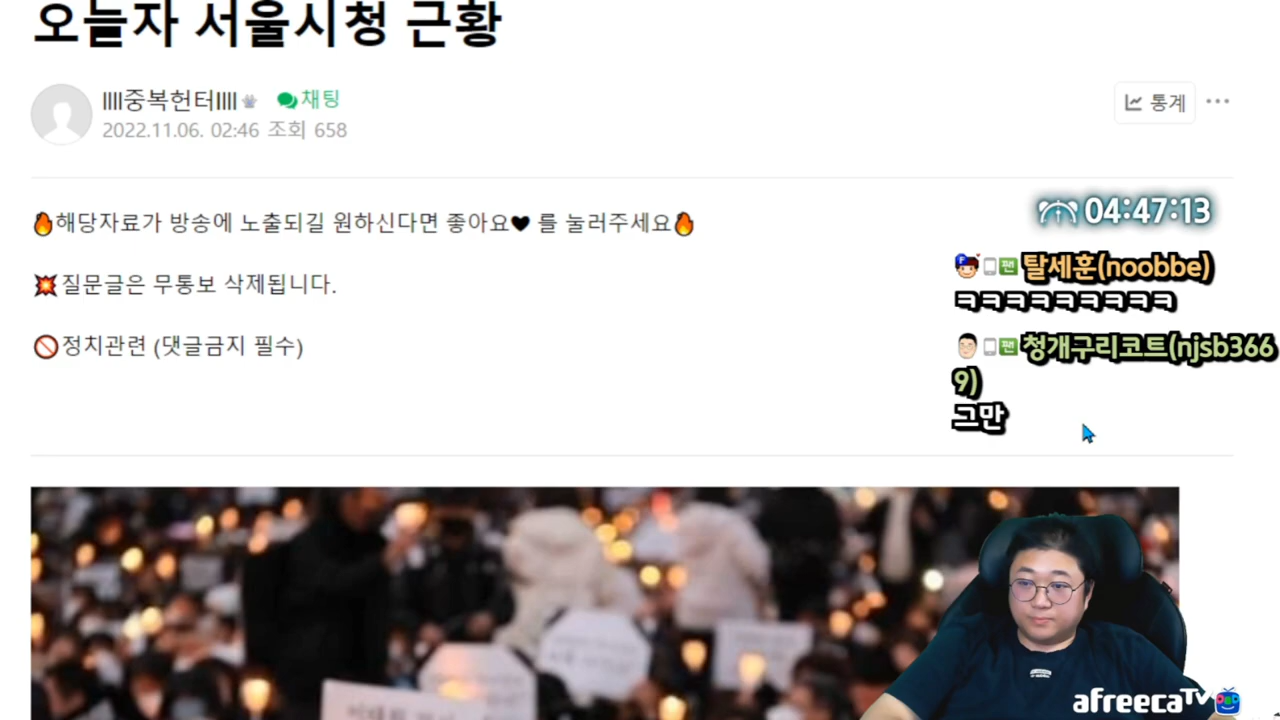 오늘자 서울시청 근황
||||중복헌터|||| 채팅
통계
2022.11.06. 02:46 조회 658
04:47:13
🔥해당자료가 방송에 노출되길 원하신다면 좋아요🖤 를 눌러주세요🔥
💥질문글은 무통보 삭제됩니다.
🚫정치관련 (댓글금지 필수)
탈세훈(noobbe)
ㅋㅋㅋㅋㅋㅋㅋㅋㅋ
청개구리코트(njsb366
9)
그만
afreecaTV